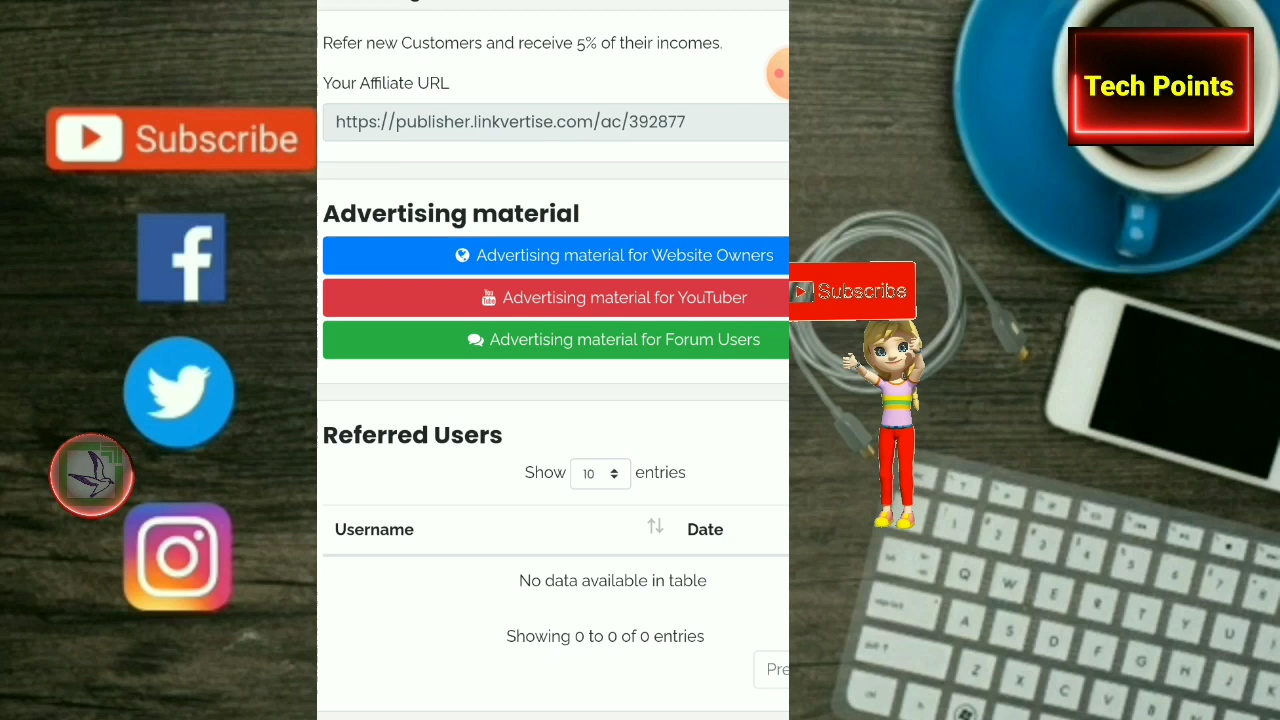 Refer new Customers and receive 5% of their incomes.
Your Affiliate URL
https://publisher.linkvertise.com/ac/392877
Advertising material
Advertising material for Website Owners
Advertising material for YouTuber
Advertising material for Forum Users
Referred Users
Show 10 entries
Username Date
No data available in table
Showing 0 to 0 of 0 entries
Pre
Subscribe
Tech Points
Subscribe